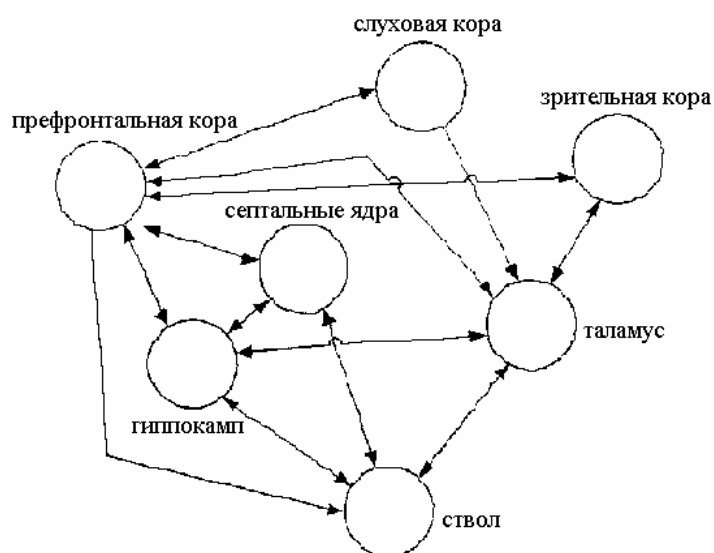 слуховая кора
зрительная кора
префронтальная кора
септальные ядра
таламус
гиппокамп
ствол